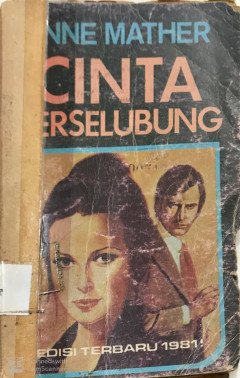 NNE MATHER
CINTA
ERSELUBUNG
EDISI TERBARU 1981!